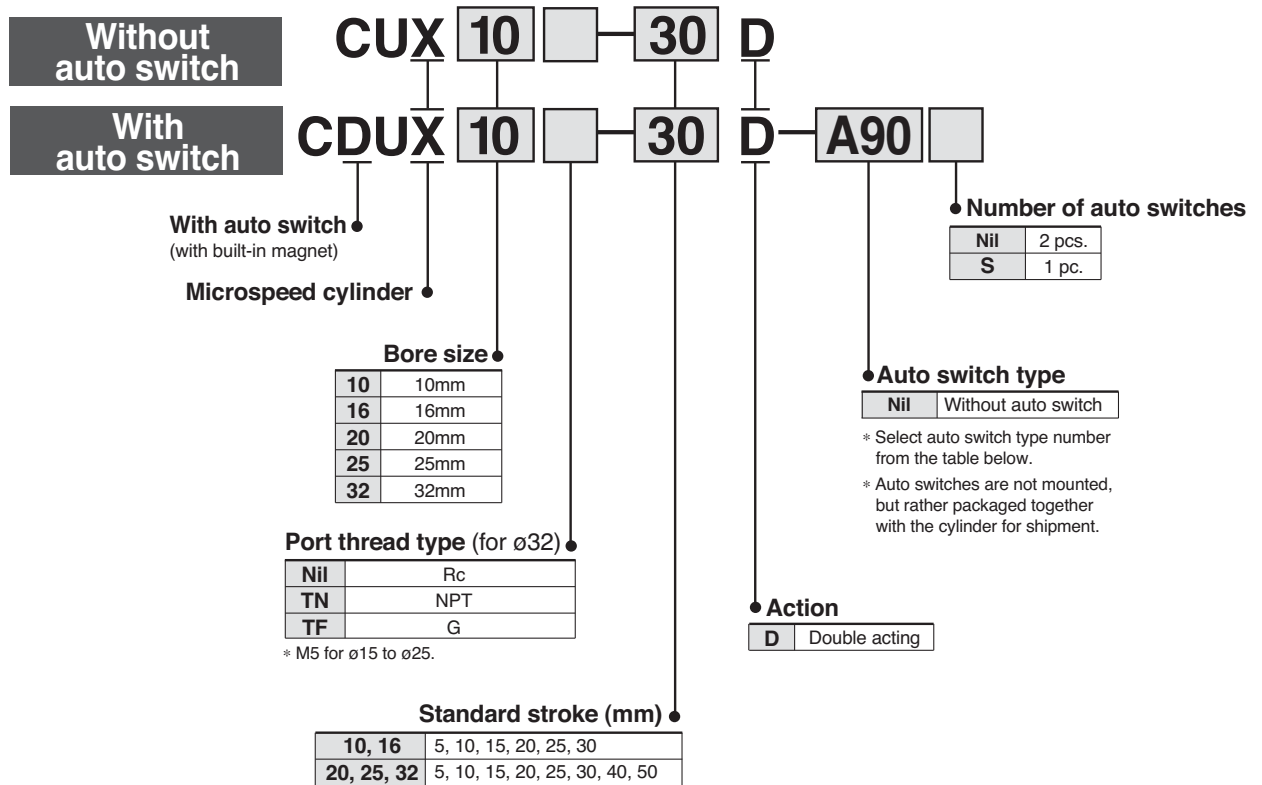 Without
auto switch
CUX 10 - 30 D
With
auto switch
CDUX 10 - 30 D - A90
With auto switch
(with built-in magnet)
Microspeed cylinder
Number of auto switches
Nil 2 pcs.
S 1 pc.
Bore size
10 10mm
16 16mm
20 20mm
25 25mm
32 32mm
Auto switch type
Nil Without auto switch
* Select auto switch type number
from the table below.
* Auto switches are not mounted,
but rather packaged together
with the cylinder for shipment.
Port thread type (for ø32)
Nil Rc
TN NPT
TF G
* M5 for ø15 to ø25.
Action
D Double acting
Standard stroke (mm)
10, 16 5, 10, 15, 20, 25, 30
20, 25, 32 5, 10, 15, 20, 25, 30, 40, 50